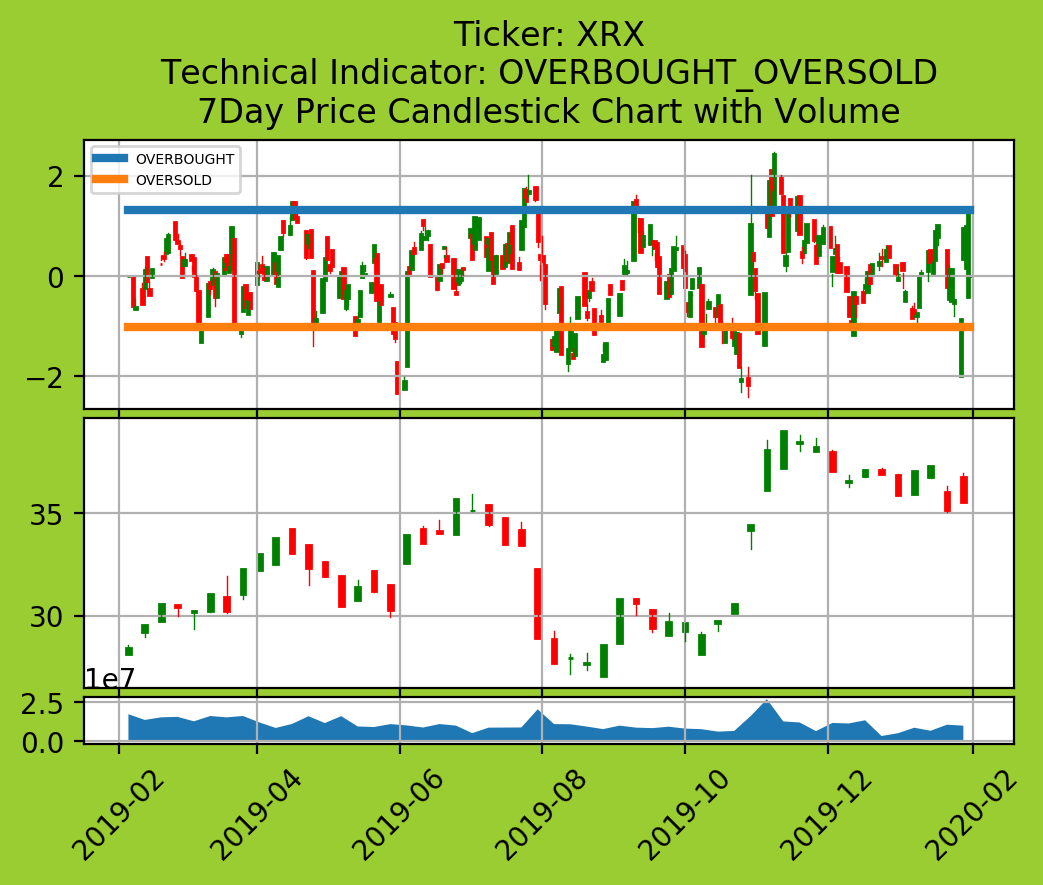 Ticker: XRX
Technical Indicator: OVERBOUGHT_OVERSOLD
7Day Price Candlestick Chart with Volume
OVERBOUGHT
OVERSOLD
2
0
−2
35
30
1e7
2.5
0.0
2019-02
2019-04
2019-06
2019-08
2019-10
2019-12
2020-02